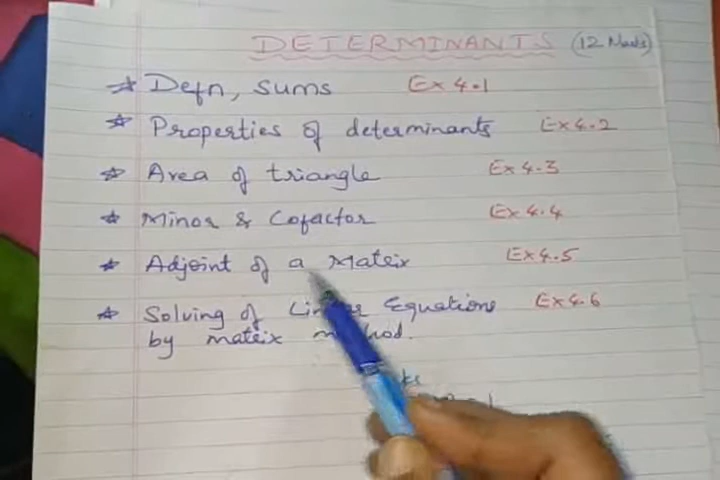 DETERMINANTS (12 Marks)
☆ Defn, sums Ex 4.1
☆ Properties of determinants Ex 4.2
☆ Area of triangle Ex 4.3
☆ Minor & Cofactor Ex 4.4
☆ Adjoint of a Matrix Ex 4.5
☆ Solving of Equations Ex 4.6
by matrix